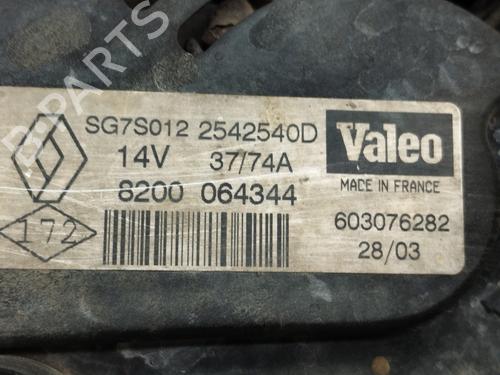 SG7S012 2542540D
14V 37/74A
8200 064344
172
Valeo
MADE IN FRANCE
603076282
28/03
B-PARTS